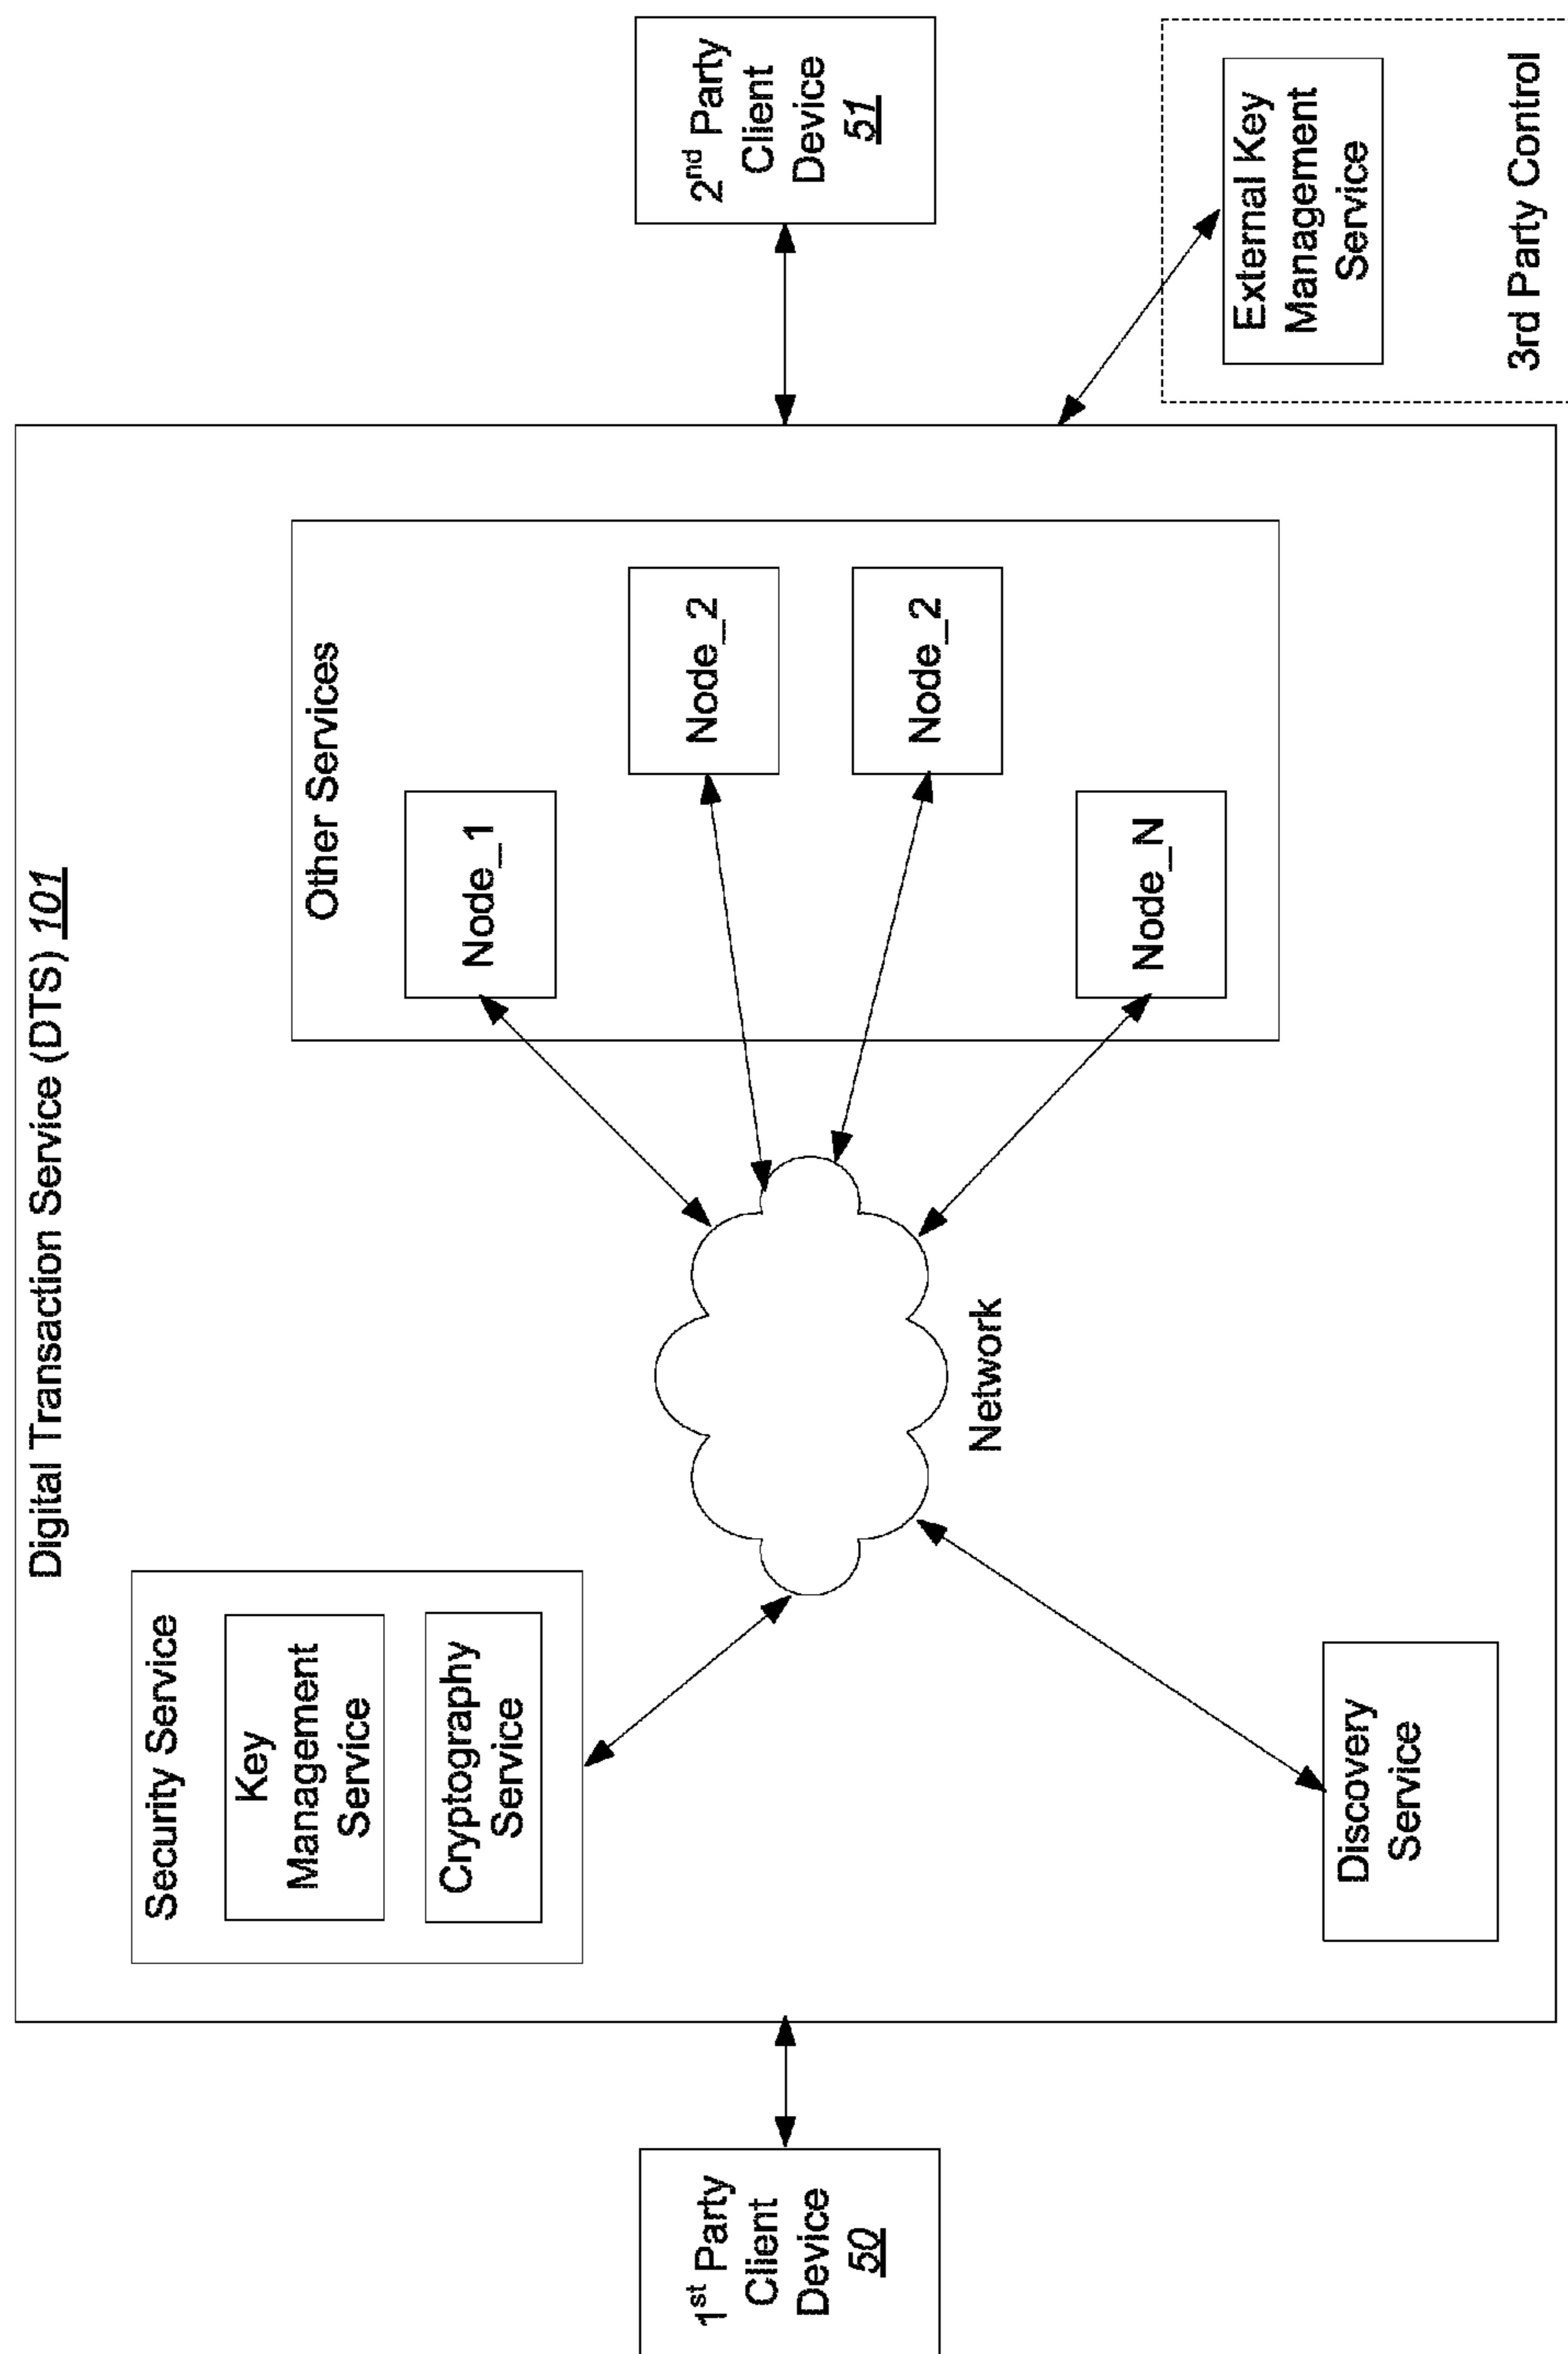 Digital Transaction Service (DTS) 101
Security Service
Key
Management
Service
Cryptography
Service
Discovery
Service
Network
Other Services
Node_1
Node_2
Node_2
Node_N
1st Party
Client
Device
50
2nd Party
Client
Device
51
External Key
Management
Service
3rd Party Control